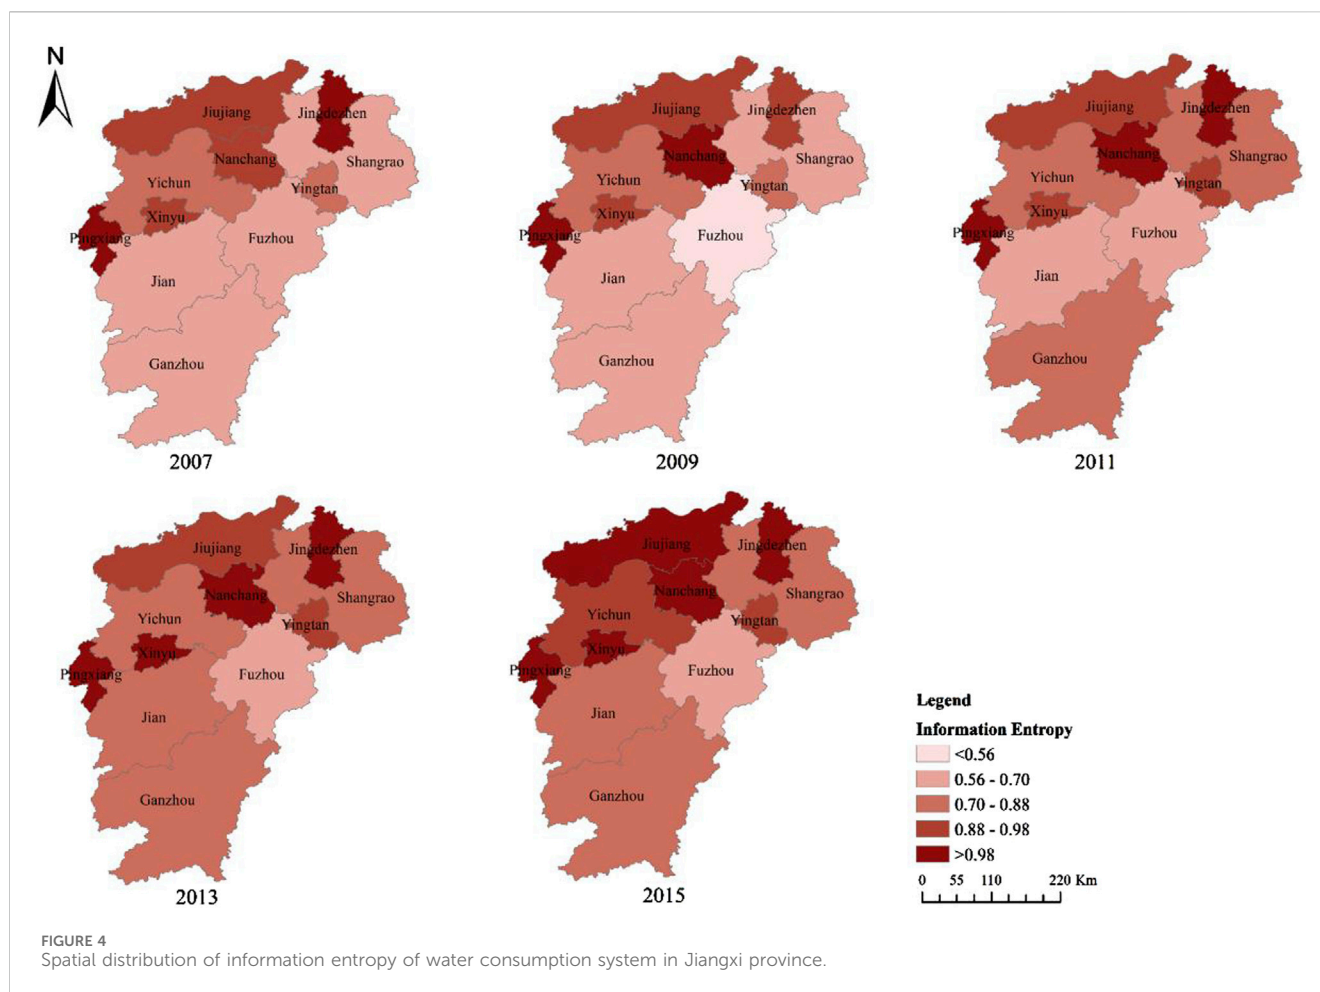 N
Jiujiang
Jingdezhen
Nanchang
Shangrao
Yichun
Yingtan
Xinyu
Pingxiang
Fuzhou
Jian
Ganzhou
2007
Jiujiang
Jingdezhen
Nanchang
Shangrao
Yichun
Yingtan
Xinyu
Pingxiang
Fuzhou
Jian
Ganzhou
2009
Jiujiang
Jingdezhen
Nanchang
Shangrao
Yichun
Yingtan
Xinyu
Pingxiang
Fuzhou
Jian
Ganzhou
2011
Jiujiang
Jingdezhen
Nanchang
Shangrao
Yichun
Yingtan
Xinyu
Pingxiang
Fuzhou
Jian
Ganzhou
2013
Jiujiang
Jingdezhen
Nanchang
Shangrao
Yichun
Yingtan
Xinyu
Pingxiang
Fuzhou
Jian
Ganzhou
2015
Legend
Information Entropy
<0.56
0.56 - 0.70
0.70 - 0.88
0.88 - 0.98
>0.98
0 55 110 220 Km
FIGURE 4
Spatial distribution of information entropy of water consumption system in Jiangxi province.